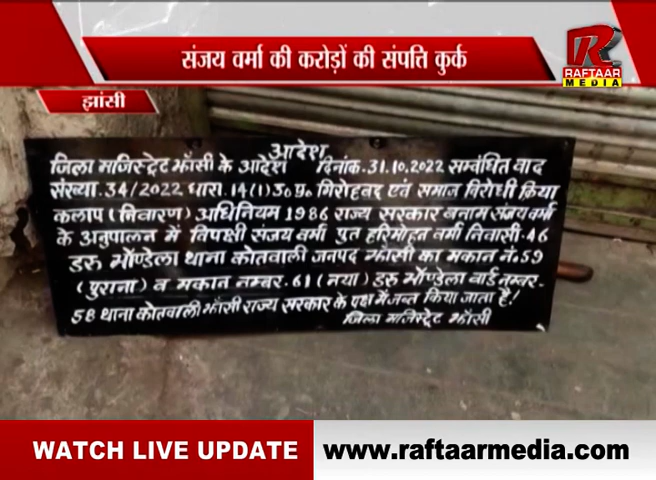 संजय वर्मा की करोड़ों की संपत्ति कुर्क
RAFTAAR
MEDIA
झांसी
आदेश
जिला मजिस्ट्रेट झाँसी के आदेश दिनांक.31.10.2022 सम्बंधित वाद
संख्या.34/2022 धारा.14(1)उ०प्र० गिरोहबन्द एवं समाज विरोधी क्रिया
कलाप (निवारण) अधिनियम 1986 राज्य सरकार बनाम संजय वर्मा
के अनुपालन में विपक्षी संजय वर्मा पुत्र हरिमोहन वर्मा निवासी.46
डरु भौण्डेला थाना कोतवाली जनपद झाँसी का मकान नं.59
(पुराना) व मकान नम्बर.61 (नया) डरु भौण्डेला वार्ड नम्बर.
58 थाना कोतवाली झाँसी राज्य सरकार के पक्ष में जब्त किया जाता है!
जिला मजिस्ट्रेट झाँसी
WATCH LIVE UPDATE
www.raftaarmedia.com